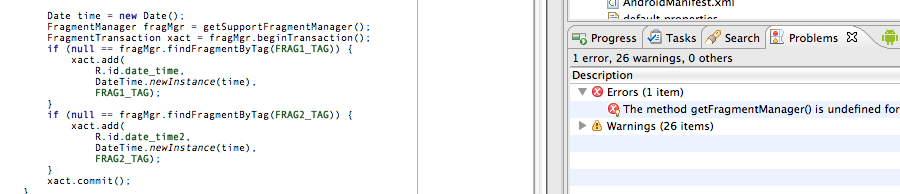 Date time = new Date();
FragmentManager fragMgr = getSupportFragmentManager();
FragmentTransaction xact = fragMgr.beginTransaction();
if (null == fragMgr.findFragmentByTag(FRAG1_TAG)) {
xact.add(
R.id.date_time,
DateTime.newInstance(time),
FRAG1_TAG);
}
if (null == fragMgr.findFragmentByTag(FRAG2_TAG)) {
xact.add(
R.id.date_time2,
DateTime.newInstance(time),
FRAG2_TAG);
}
xact.commit();
}
AndroidManifest.xml
default.properties
Progress Tasks Search Problems
1 error, 26 warnings, 0 others
Description
Errors (1 item)
The method getFragmentManager() is undefined for
Warnings (26 items)